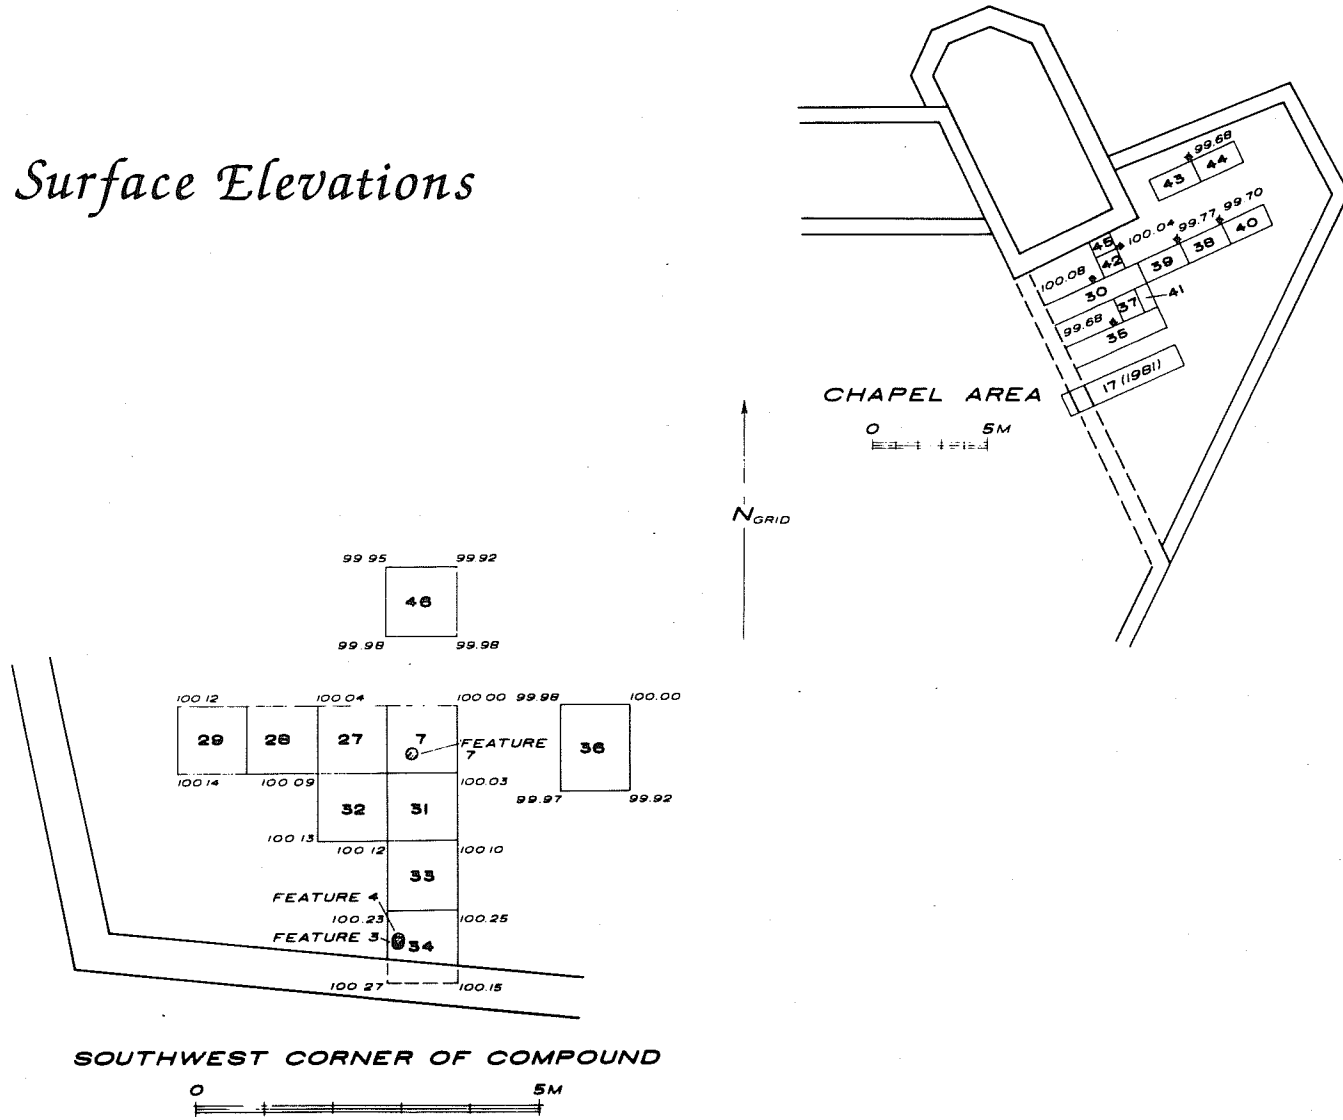 Surface Elevations
99.68
43 44
99.70
99.77
100.04
40
38
39
45
42
100.08
30
41
37
99.68
35
17 (1981)
CHAPEL AREA
0 5M
N GRID
99 95 99.92
46
99.98 99.98
100 12 100 04 100 00 99.98 100.00
29 28 27 7 36
FEATURE
7
100 14 100 09 100.03
99.97 99.92
32 31
100 13 100 12 100 10
33
FEATURE 4
100.23 100.25
FEATURE 3 34
100 27 100.15
SOUTHWEST CORNER OF COMPOUND
0 5M